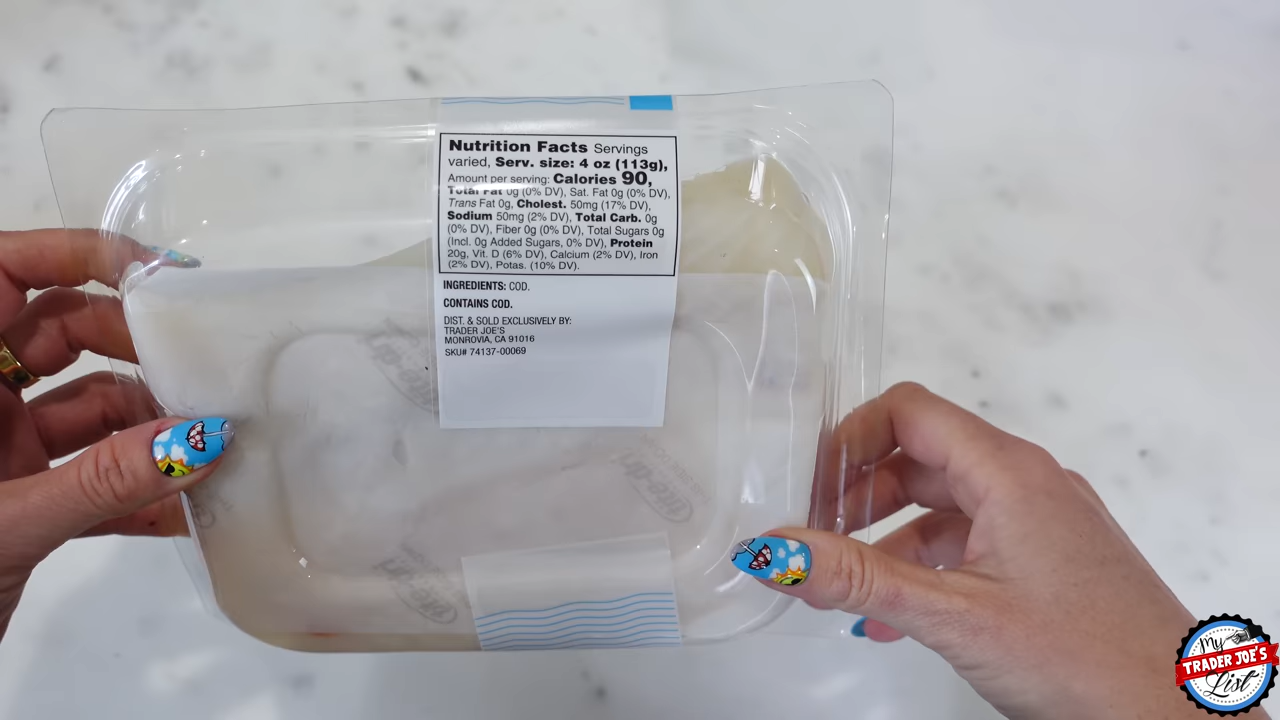 Nutrition Facts Servings
varied, Serv. size: 4 oz (113g),
Amount per serving: Calories 90,
Total Fat 0g (0% DV), Sat. Fat 0g (0% DV),
Trans Fat 0g, Cholest. 50mg (17% DV),
Sodium 50mg (2% DV), Total Carb. 0g
(0% DV), Fiber 0g (0% DV), Total Sugars 0g
(Incl. 0g Added Sugars, 0% DV), Protein
20g, Vit. D (6% DV), Calcium (2% DV), Iron
(2% DV), Potas. (10% DV).
INGREDIENTS: COD.
CONTAINS COD.
DIST. & SOLD EXCLUSIVELY BY:
TRADER JOE'S
MONROVIA, CA 91016
SKU# 74137-00069
My
TRADER JOE'S
List